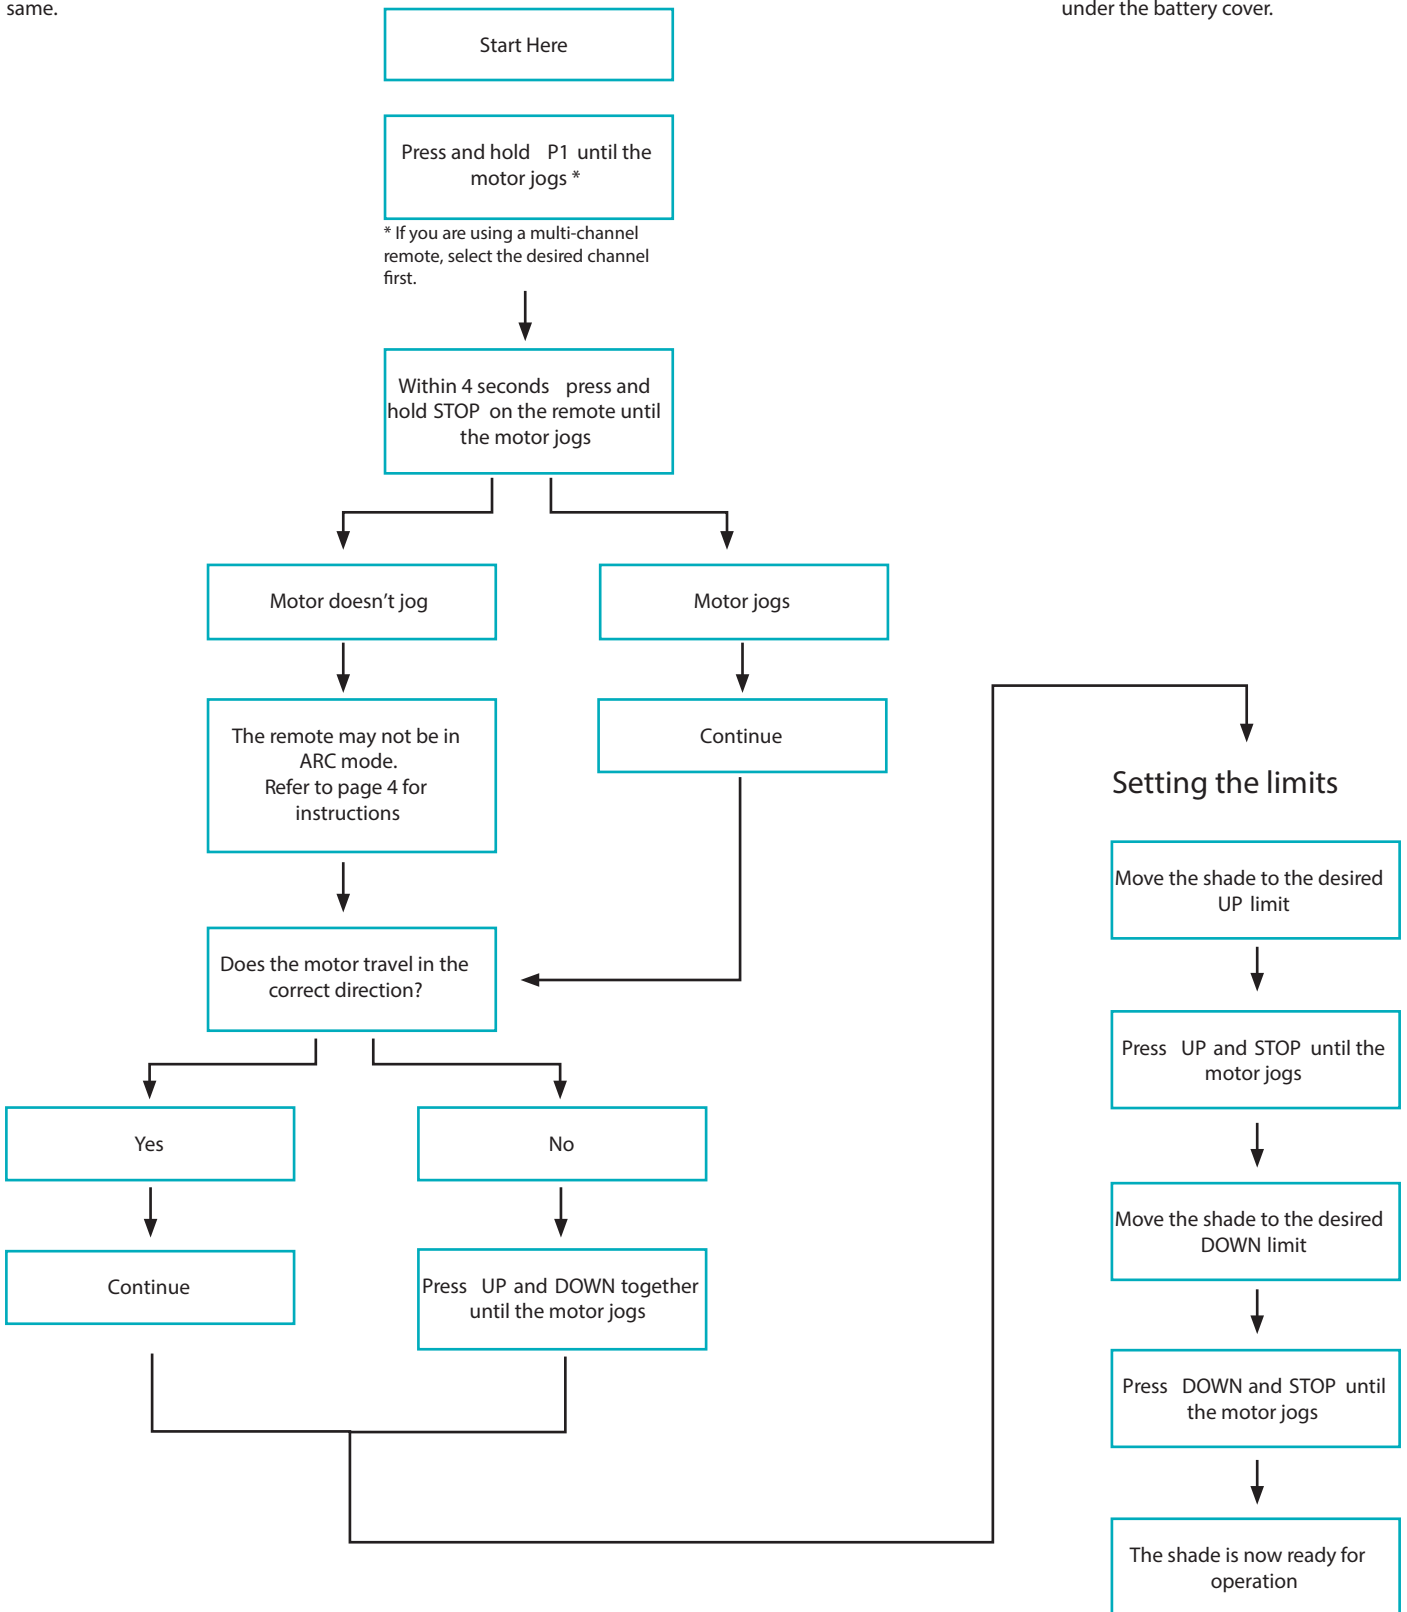 same.
under the battery cover.
Start Here
Press and hold P1 until the
motor jogs *
* If you are using a multi-channel
remote, select the desired channel
first.
Within 4 seconds press and
hold STOP on the remote until
the motor jogs
Motor doesn't jog
Motor jogs
The remote may not be in
ARC mode.
Refer to page 4 for
instructions
Continue
Does the motor travel in the
correct direction?
Yes
No
Continue
Press UP and DOWN together
until the motor jogs
Setting the limits
Move the shade to the desired
UP limit
Press UP and STOP until the
motor jogs
Move the shade to the desired
DOWN limit
Press DOWN and STOP until
the motor jogs
The shade is now ready for
operation